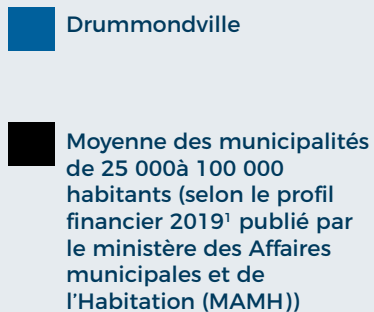 Drummondville
Moyenne des municipalités
de 25 000à 100 000
habitants (selon le profil
financier 2019¹ publié par
le ministère des Affaires
municipales et de
l'Habitation (MAMH))